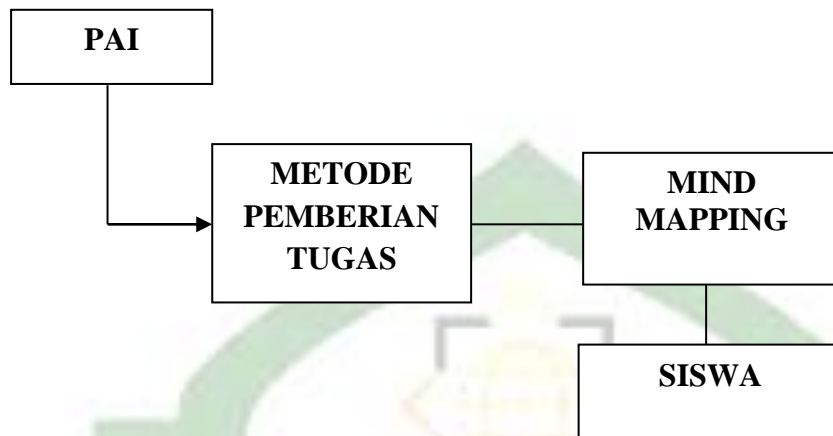 PAI
METODE
PEMBERIAN
TUGAS
MIND
MAPPING
SISWA